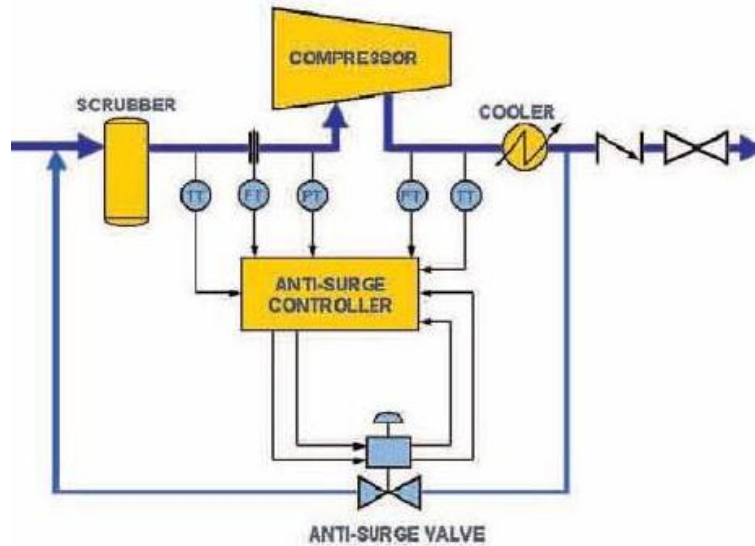 COMPRESSOR
SCRUBBER
COOLER
TT
FT
PT
PT
TT
ANTI-SURGE
CONTROLLER
ANTI-SURGE VALVE